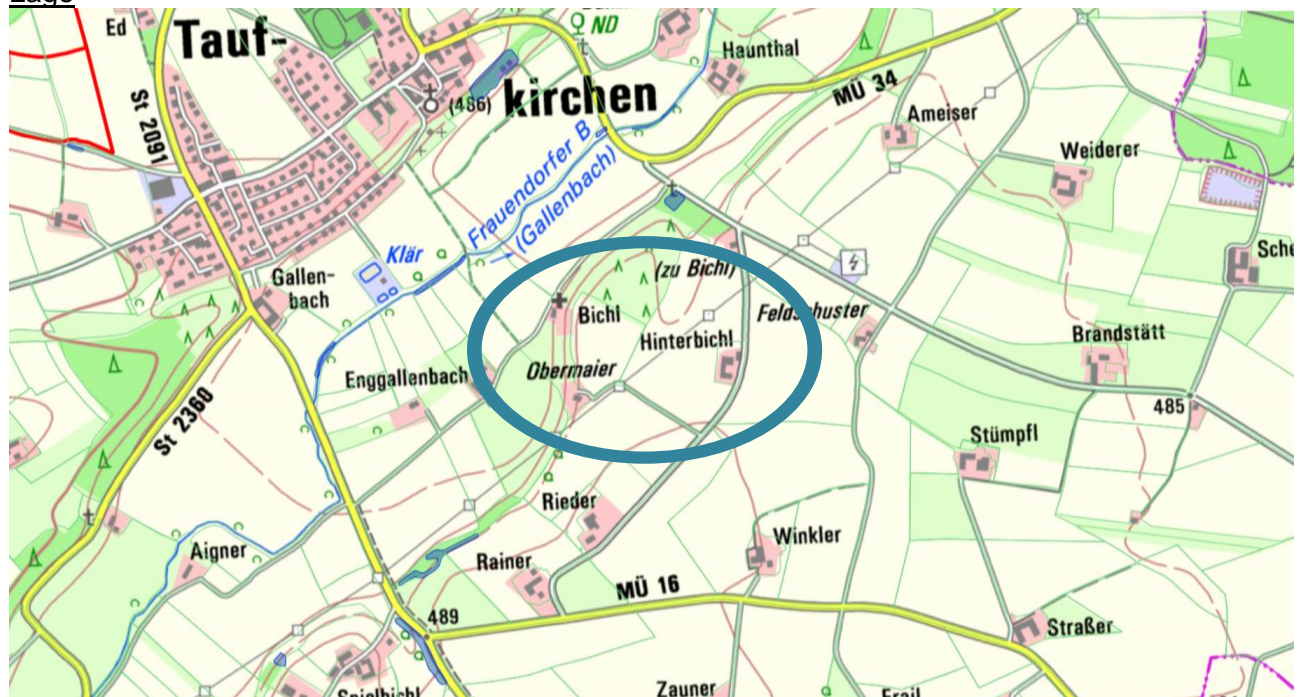 Lage
Ed
Tauf-
kirchen
ND
Haunthal
(486)
MÜ 34
Ameiser
St 2091
Weiderer
Frauendorfer B
(Gallenbach)
Klär
Gallen-
bach
(zu Bichl)
Bichl
Feldschuster
Hinterbichl
Brandstätt
Obermaier
Enggallenbach
485
St 2360
Stümpfl
Rieder
Winkler
Aigner
Rainer
MÜ 16
489
Straßer
Spielbichl
Zauner